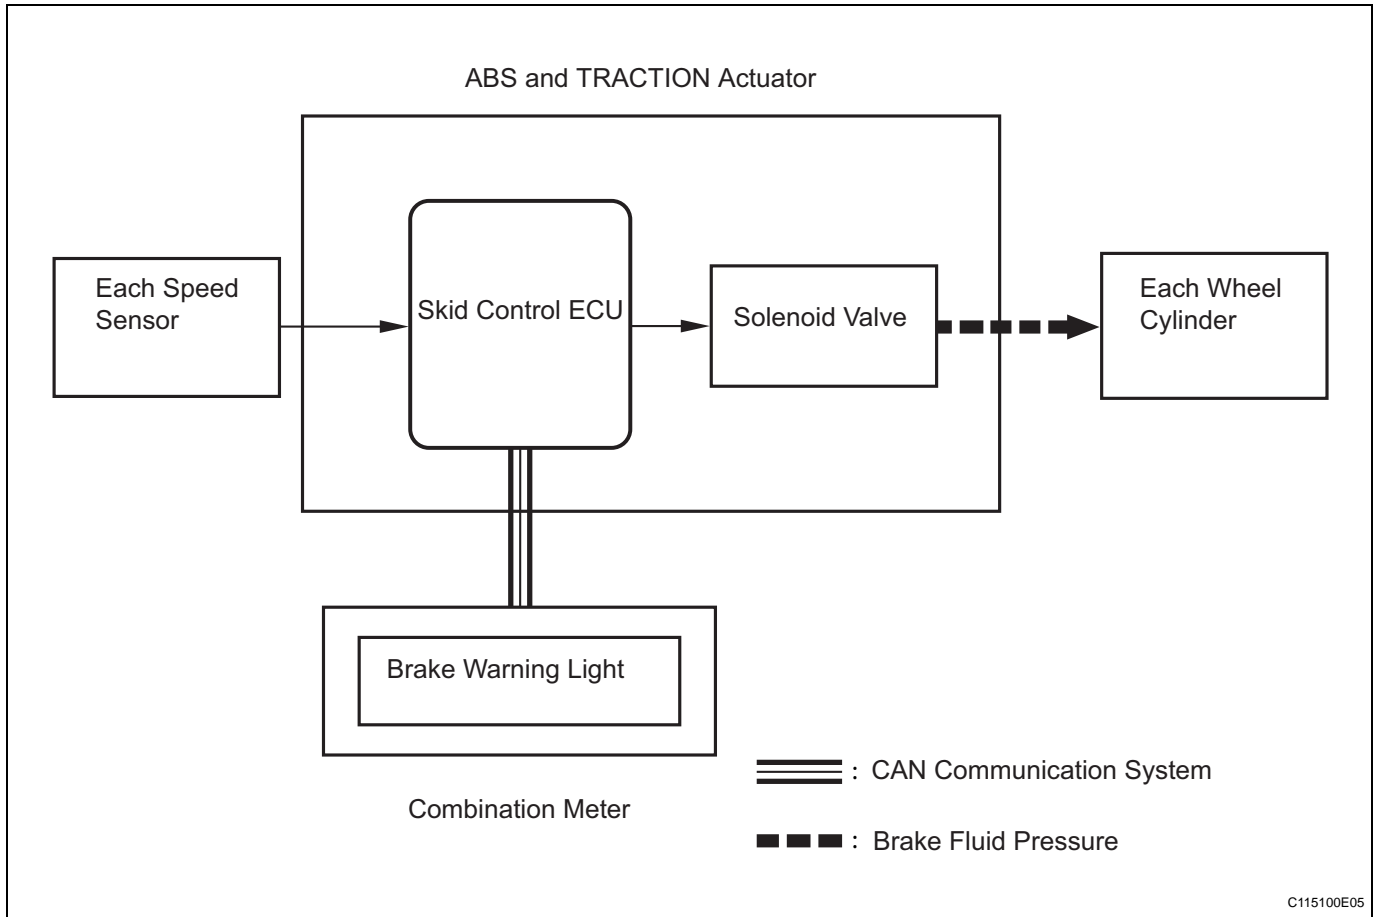 ABS and TRACTION Actuator
Each Speed
Sensor
Skid Control ECU
Solenoid Valve
Each Wheel
Cylinder
Brake Warning Light
Combination Meter
: CAN Communication System
: Brake Fluid Pressure
C115100E05